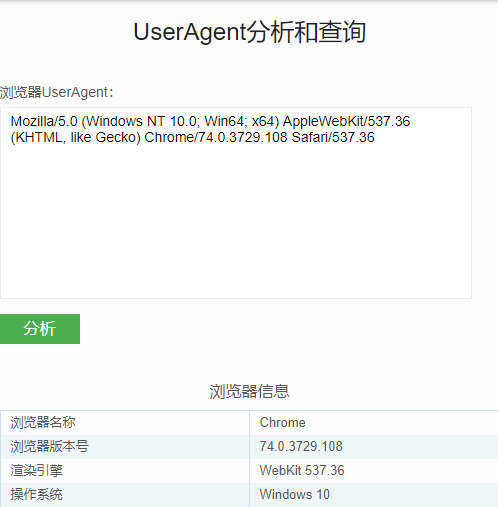 UserAgent分析和查询
浏览器UserAgent：
Mozilla/5.0 (Windows NT 10.0; Win64; x64) AppleWebKit/537.36
(KHTML, like Gecko) Chrome/74.0.3729.108 Safari/537.36
分析
浏览器信息
浏览器名称 Chrome
浏览器版本号 74.0.3729.108
渲染引擎 WebKit 537.36
操作系统 Windows 10